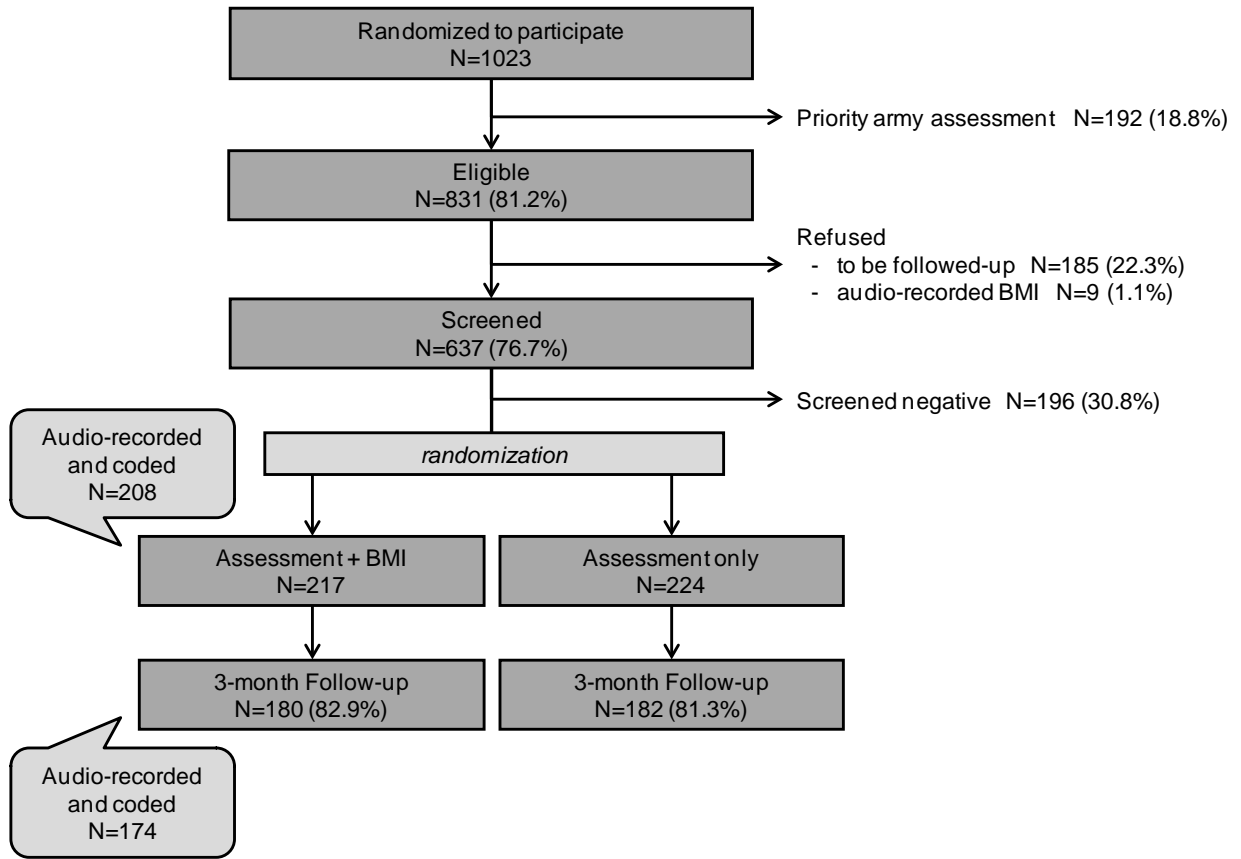 Randomized to participate
N=1023
Priority army assessment N=192 (18.8%)
Eligible
N=831 (81.2%)
Refused
- to be followed-up N=185 (22.3%)
- audio-recorded BMI N=9 (1.1%)
Screened
N=637 (76.7%)
Screened negative N=196 (30.8%)
Audio-recorded
and coded
N=208
randomization
Assessment + BMI
N=217
Assessment only
N=224
3-month Follow-up
N=180 (82.9%)
3-month Follow-up
N=182 (81.3%)
Audio-recorded
and coded
N=174